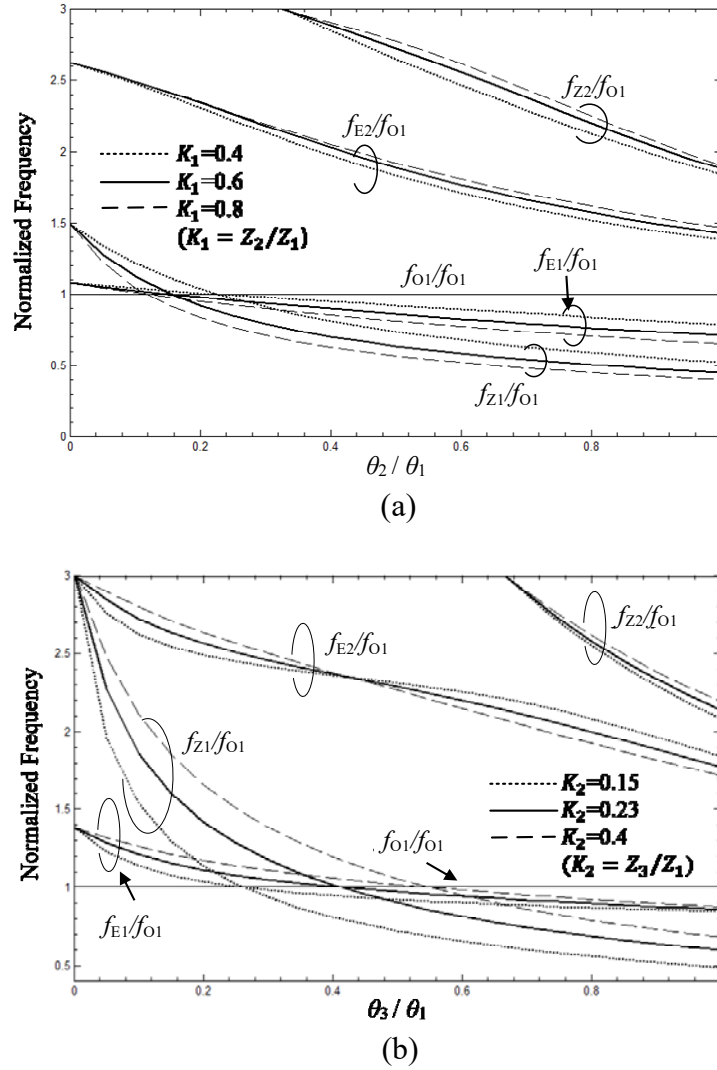 3
2.5
2
1.5
1
0.5
0
Normalized Frequency
fZ2/fO1
fE2/fO1
K1=0.4
K1=0.6
K1=0.8
(K1 = Z2/Z1)
fO1/fO1
fE1/fO1
fZ1/fO1
0 0.2 0.4 0.6 0.8
θ2 / θ1
(a)
3
2.5
2
1.5
1
0.5
Normalized Frequency
fZ2/fO1
fE2/fO1
fZ1/fO1
K2=0.15
K2=0.23
K2=0.4
(K2 = Z3/Z1)
fO1/fO1
fE1/fO1
0 0.2 0.4 0.6 0.8
θ3 / θ1
(b)